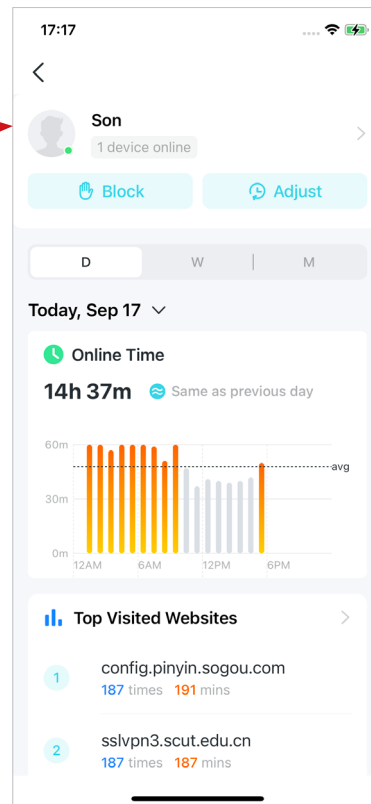 17:17
Son
1 device online
Block
Adjust
D W M
Today, Sep 17
Online Time
14h 37m Same as previous day
60m
avg
30m
0m
12AM 6AM 12PM 6PM
Top Visited Websites
1 config.pinyin.sogou.com
187 times 191 mins
2 sslvpn3.scut.edu.cn
187 times 187 mins